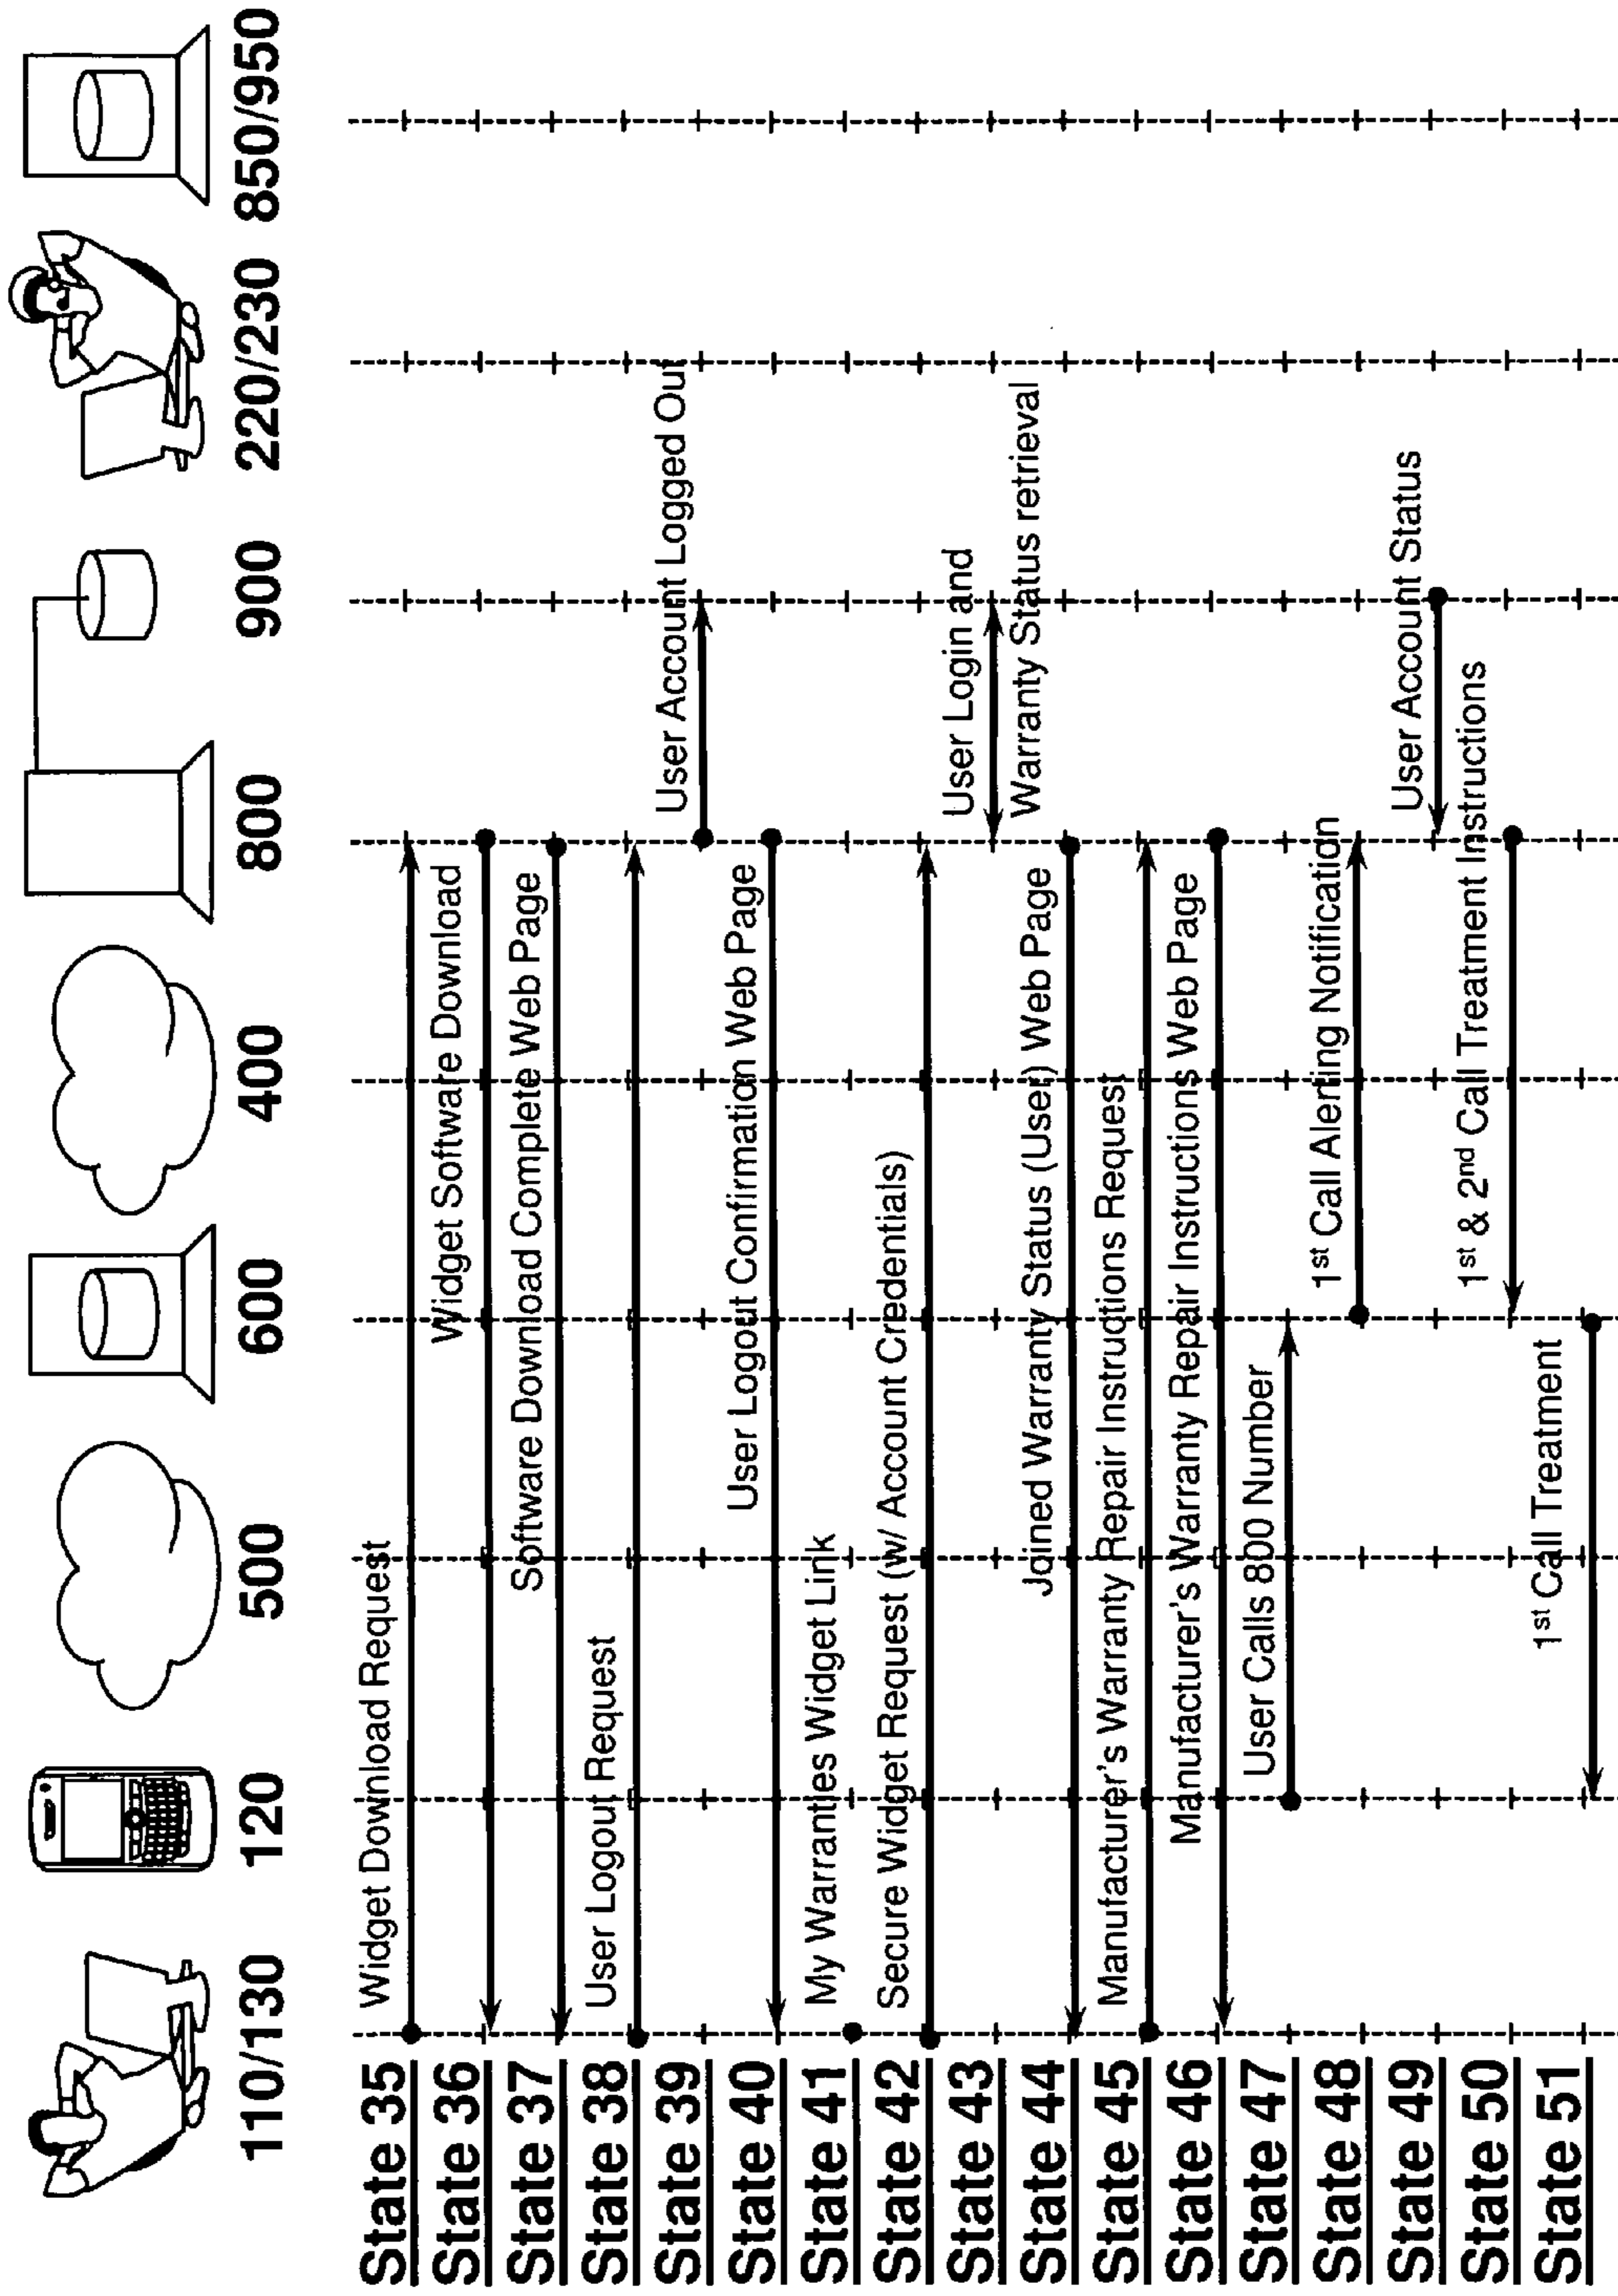 110/130 120 500 600 400 800 900 220/230 850/950
State 35 Widget Download Request
State 36 Widget Software Download
State 37 Software Download Complete Web Page
State 38 User Logout Request
State 39 User Account Logged Out
State 40 User Logout Confirmation Web Page
State 41 My Warranties Widget Link
State 42 Secure Widget Request (w/ Account Credentials)
State 43 User Login and
Warranty Status retrieval
State 44 Joined Warranty Status (User) Web Page
State 45 Manufacturer's Warranty Repair Instructions Request
State 46 Manufacturer's Warranty Repair Instructions Web Page
State 47 User Calls 800 Number
State 48 1st Call Alerting Notification
State 49 User Account Status
State 50 1st & 2nd Call Treatment Instructions
State 51 1st Call Treatment